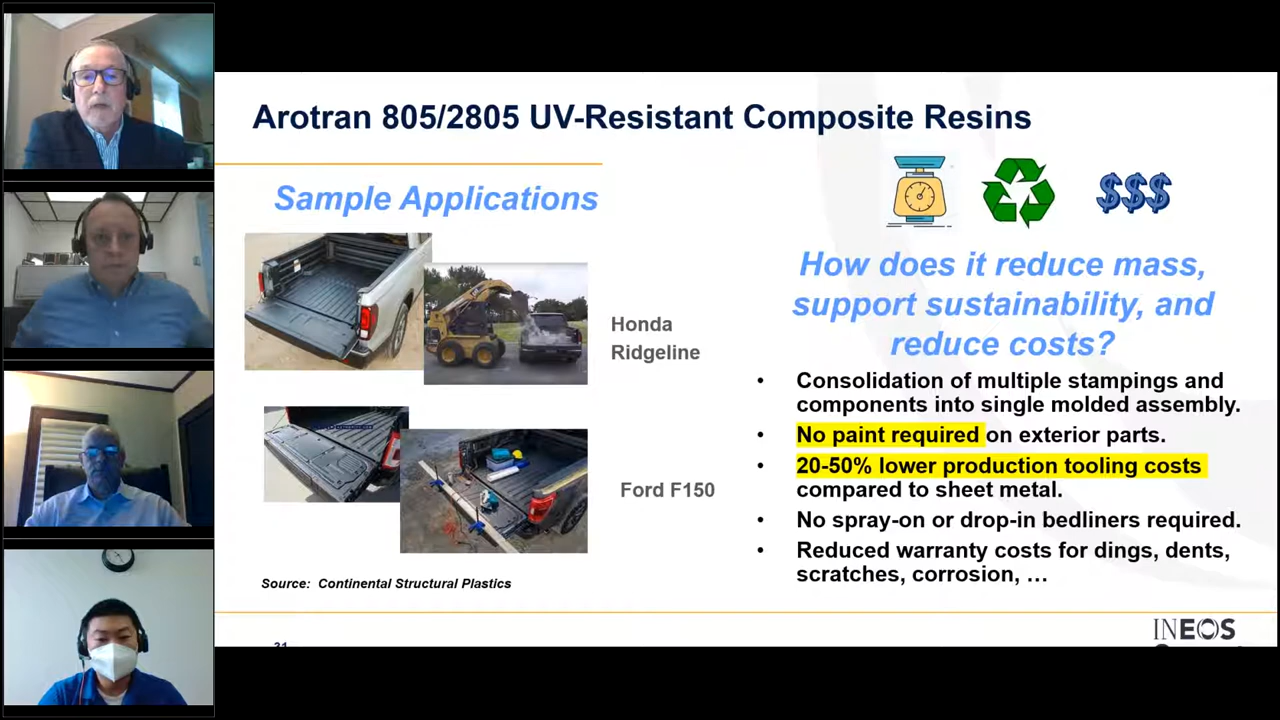 Arotran 805/2805 UV-Resistant Composite Resins
Sample Applications
$$$
How does it reduce mass,
support sustainability, and
reduce costs?
Honda
Ridgeline
Ford F150
• Consolidation of multiple stampings and
components into single molded assembly.
• No paint required on exterior parts.
• 20-50% lower production tooling costs
compared to sheet metal.
• No spray-on or drop-in bedliners required.
• Reduced warranty costs for dings, dents,
scratches, corrosion, …
Source: Continental Structural Plastics
INEOS